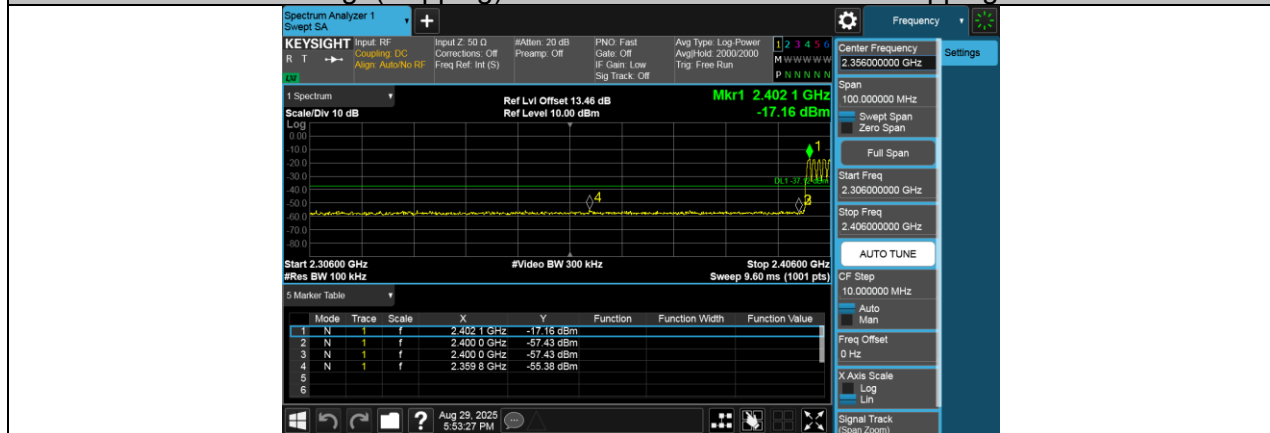 Spectrum Analyzer 1
Swept SA
+
Frequency
KEYSIGHT
R T
LXI
Input: RF
Coupling: DC
Align: Auto/No RF
Input Z: 50 Ω
Corrections: Off
Freq Ref: Int (S)
#Atten: 20 dB
Preamp: Off
PNO: Fast
Gate: Off
IF Gain: Low
Sig Track: Off
Avg Type: Log-Power
Avg|Hold: 2000/2000
Trig: Free Run
1 2 3 4 5 6
M W W W W W
P N N N N N
1 Spectrum
Scale/Div 10 dB
Ref Lvl Offset 13.46 dB
Ref Level 10.00 dBm
Mkr1 2.402 1 GHz
-17.16 dBm
Log
0.00
-10.0
-20.0
-30.0
-40.0
-50.0
-60.0
-70.0
-80.0
1
4
Start 2.30600 GHz
#Res BW 100 kHz
#Video BW 300 kHz
Stop 2.40600 GHz
Sweep 9.60 ms (1001 pts)
5 Marker Table
Mode Trace Scale X Y Function Function Width Function Value
1 N 1 f 2.402 1 GHz -17.16 dBm
2 N 1 f 2.400 0 GHz -57.43 dBm
3 N 1 f 2.400 0 GHz -57.43 dBm
4 N 1 f 2.359 8 GHz -55.38 dBm
5
6
Aug 29, 2025
5:53:27 PM
Center Frequency
2.356000000 GHz
Settings
Span
100.000000 MHz
Swept Span
Zero Span
Full Span
Start Freq
2.306000000 GHz
Stop Freq
2.406000000 GHz
AUTO TUNE
CF Step
10.000000 MHz
Auto
Man
Freq Offset
0 Hz
X Axis Scale
Log
Lin
Signal Track
(Span Zoom)